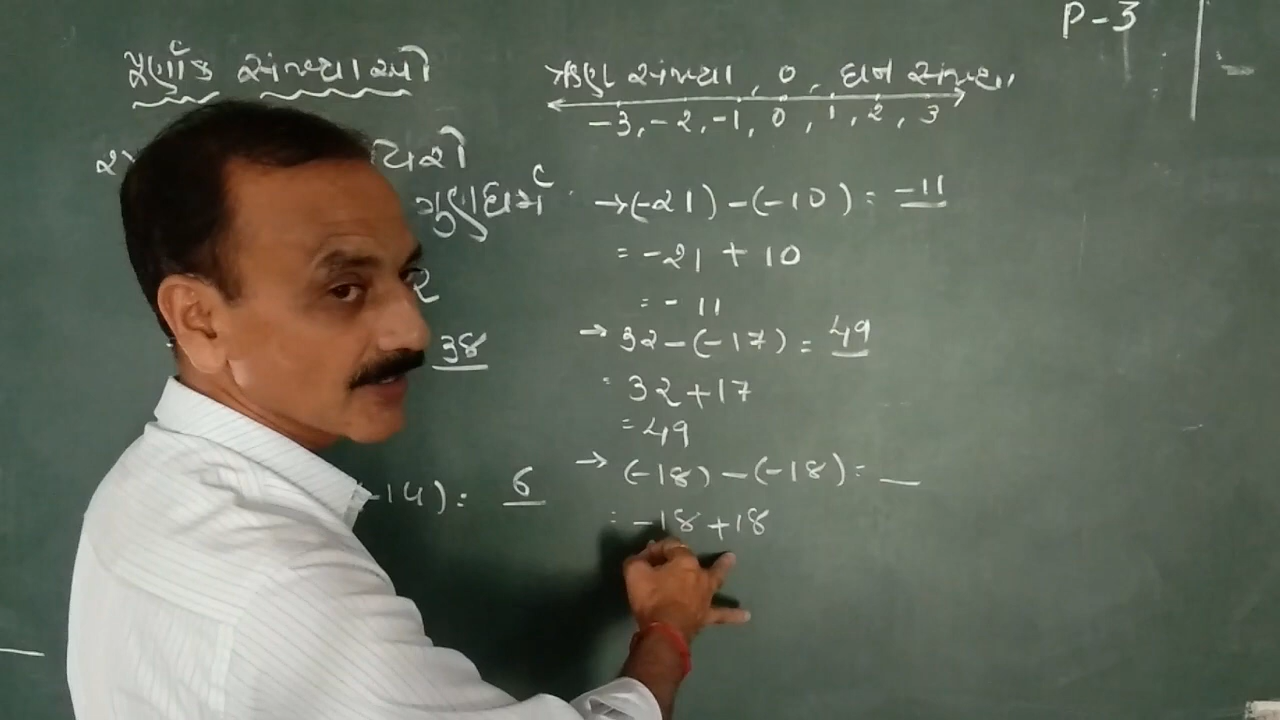 P-3
પૂર્ણાંક સંખ્યાઓ
→ઋણ સંખ્યા, 0, ધન સંખ્યા
-3, -2, -1, 0, 1, 2, 3
ગુણધર્મ
→(-21)-(-10)= -11
= -21 + 10
= - 11
38
→ 32-(-17)= 49
= 32+17
= 49
-14)= 6
→ (-18)-(-18)= __
= -18+18